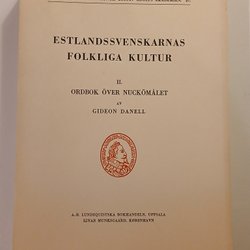 ESTLANDSSVENSKARNAS
FOLKLIGA KULTUR
II.
ORDBOK ÖVER NUCKÖMÅLET
AV
GIDEON DANELL
A.-B. LUNDEQUISTSKA BOKHANDELN, UPPSALA
EJNAR MUNKSGAARD, KØBENHAVN